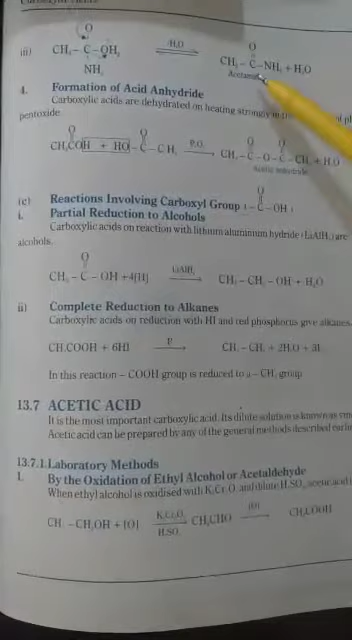 O
iii) CH₃ – C – OH₂ ⇌ -H₂O CH₃ – C – NH₂ + H₂O
NH₂
4. Formation of Acid Anhydride
Carboxylic acids are dehydrated on heating strongly in
pentoxide.
O O O O
CH₃CO H + HO – C – CH₃ → CH₃ – C – O – C – CH₃ + H₂O
Acetic anhydride
O
(c) Reactions Involving Carboxyl Group ( – C – OH )
i. Partial Reduction to Alcohols
Carboxylic acids on reaction with lithium aluminum hydride (LiAlH₄) are
alcohols.
O
CH₃ – C – OH + 4[H] LiAlH₄ → CH₃ – CH₂ – OH + H₂O
ii) Complete Reduction to Alkanes
Carboxylic acids on reduction with HI and red phosphorus give alkanes.
CH₃COOH + 6HI P → CH₃ – CH₃ + 2H₂O + 3I₂
In this reaction – COOH group is reduced to a – CH₃ group
13.7 ACETIC ACID
It is the most important carboxylic acid. Its dilute solution is known as
Acetic acid can be prepared by any of the general methods described earlier
13.7.1 Laboratory Methods
1. By the Oxidation of Ethyl Alcohol or Acetaldehyde
When ethyl alcohol is oxidised with K₂Cr₂O₇ and dilute H₂SO₄, acetic acid
CH₃ – CH₂OH + [O] K₂Cr₂O₇ → H₂SO₄ CH₃CHO [O] → CH₃COOH